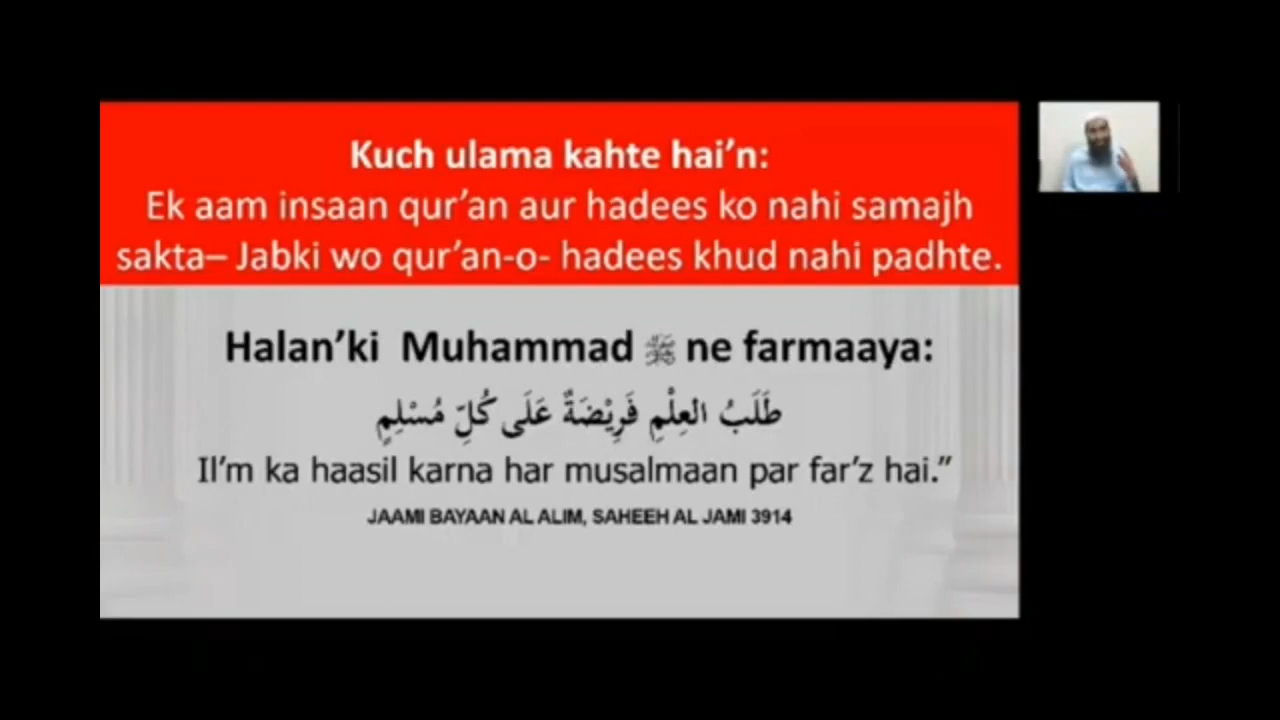 Kuch ulama kahte hai’n:
Ek aam insaan qur’an aur hadees ko nahi samajh
sakta– Jabki wo qur’an-o- hadees khud nahi padhte.
Halan’ki Muhammad ﷺ ne farmaaya:
طَلَبُ العِلْمِ فَرِيْضَةٌ عَلَى كُلِّ مُسْلِمٍ
Il’m ka haasil karna har musalmaan par far’z hai.”
JAAMI BAYAAN AL ALIM, SAHEEH AL JAMI 3914